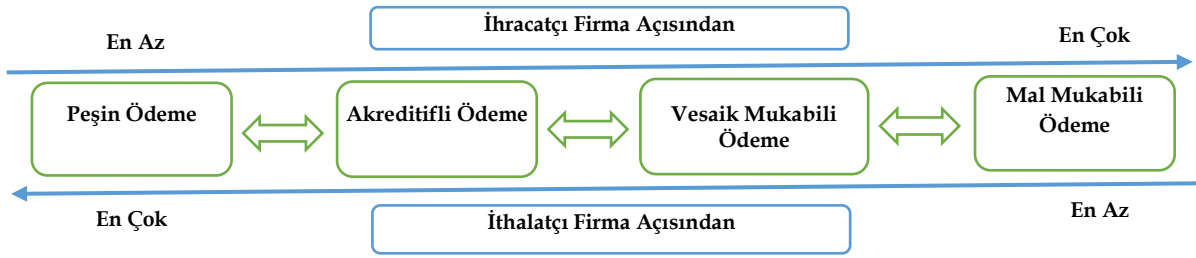 İhracatçı Firma Açısından
En Az
En Çok
Peşin Ödeme
Akreditifli Ödeme
Vesaik Mukabili
Ödeme
Mal Mukabili
Ödeme
En Çok
İthalatçı Firma Açısından
En Az